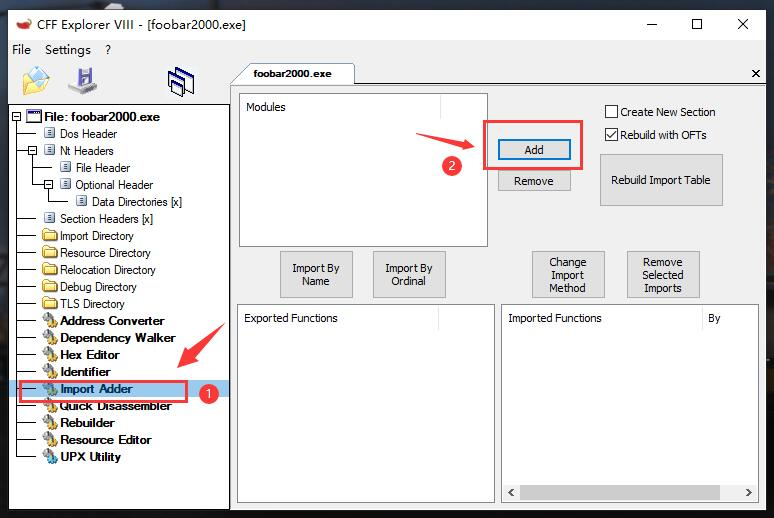 CFF Explorer VIII - [foobar2000.exe]
File Settings ?
foobar2000.exe
File: foobar2000.exe
Dos Header
Nt Headers
File Header
Optional Header
Data Directories [x]
Section Headers [x]
Import Directory
Resource Directory
Relocation Directory
Debug Directory
TLS Directory
Address Converter
Dependency Walker
Hex Editor
Identifier
Import Adder
1
Quick Disassembler
Rebuilder
Resource Editor
UPX Utility
Modules
2
Add
Remove
Create New Section
Rebuild with OFTs
Rebuild Import Table
Import By
Name
Import By
Ordinal
Change
Import
Method
Remove
Selected
Imports
Exported Functions
Imported Functions By